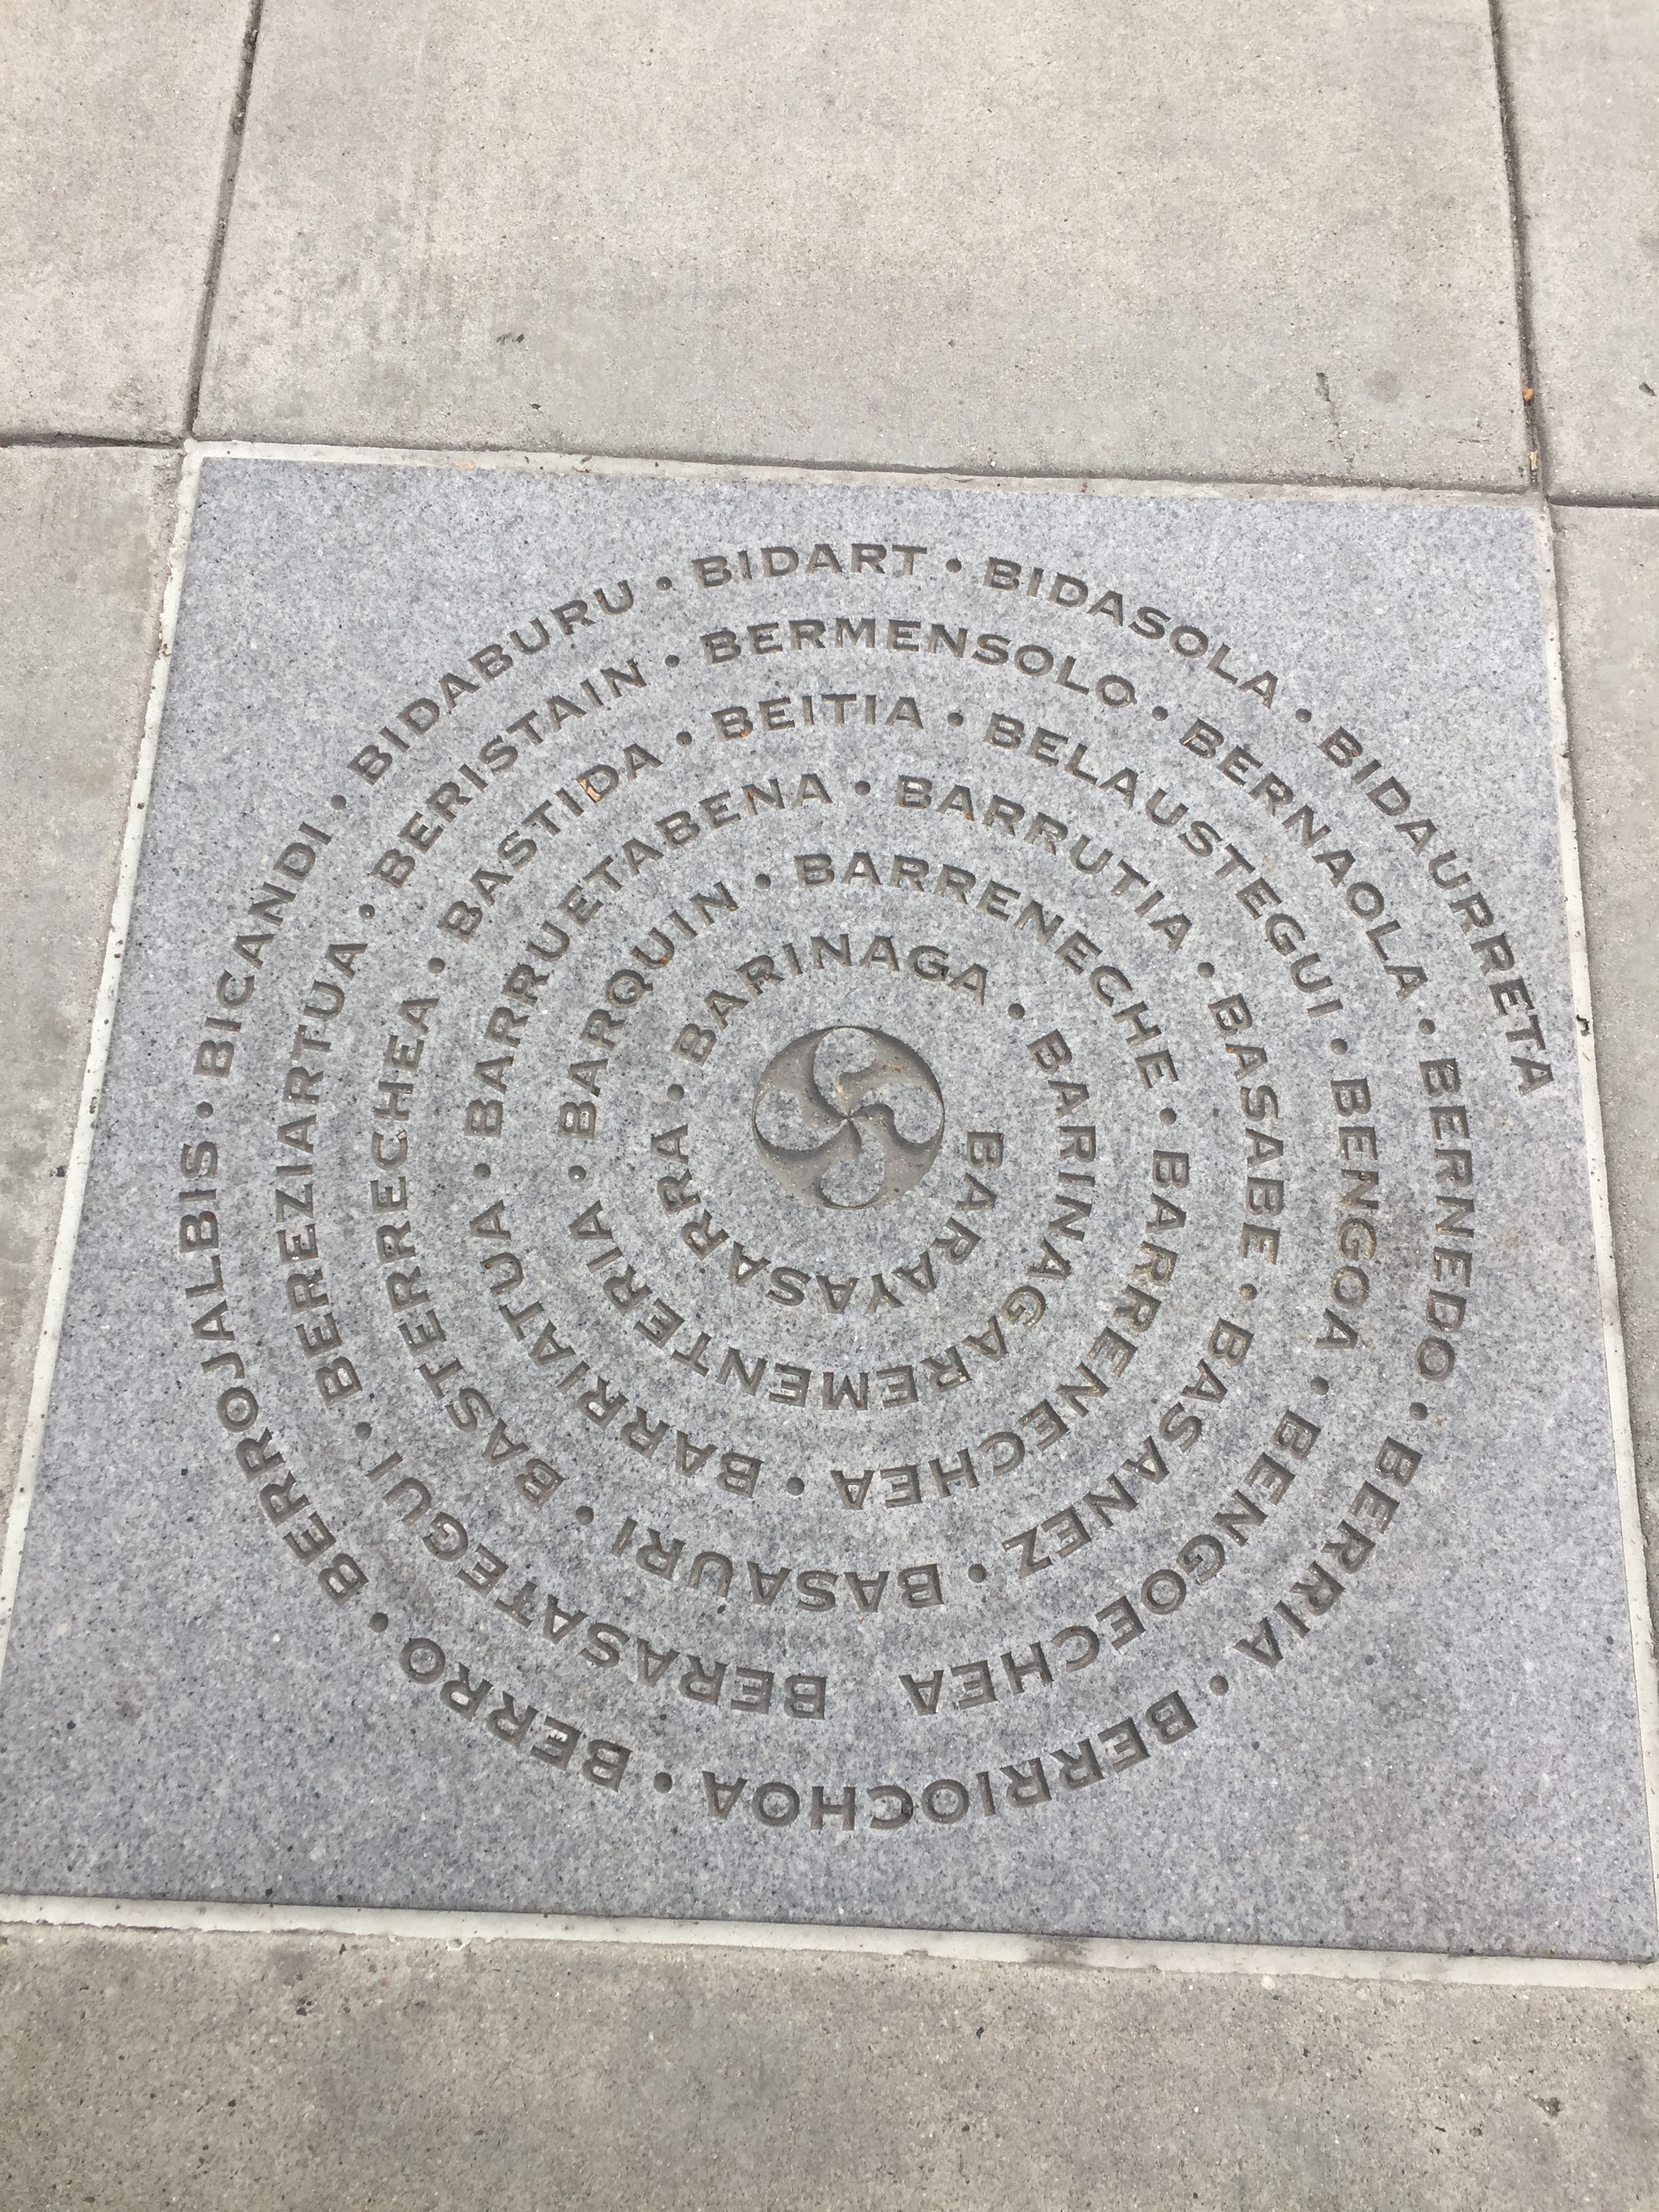 BARAYASARRA • BARINAGA • BARINAGAREMENTERIA • BARQUIN • BARRENECHE • BARRENECHEA • BARRIATUA • BARRUETABENA • BARRUTIA • BASABE • BASANEZ • BASAURI • BASTERRECHEA • BASTIDA • BEITIA • BELAUSTEGUI • BENGOA • BENGOECHEA BERASATEGUI • BEREZIARTUA • BERISTAIN • BERMENSOLO • BERNAOLA • BERNEDO • BERRIA • BERRIOCHOA • BERRO • BERROJALBIS • BICANDI • BIDABURU • BIDART • BIDASOLA • BIDAURRETA